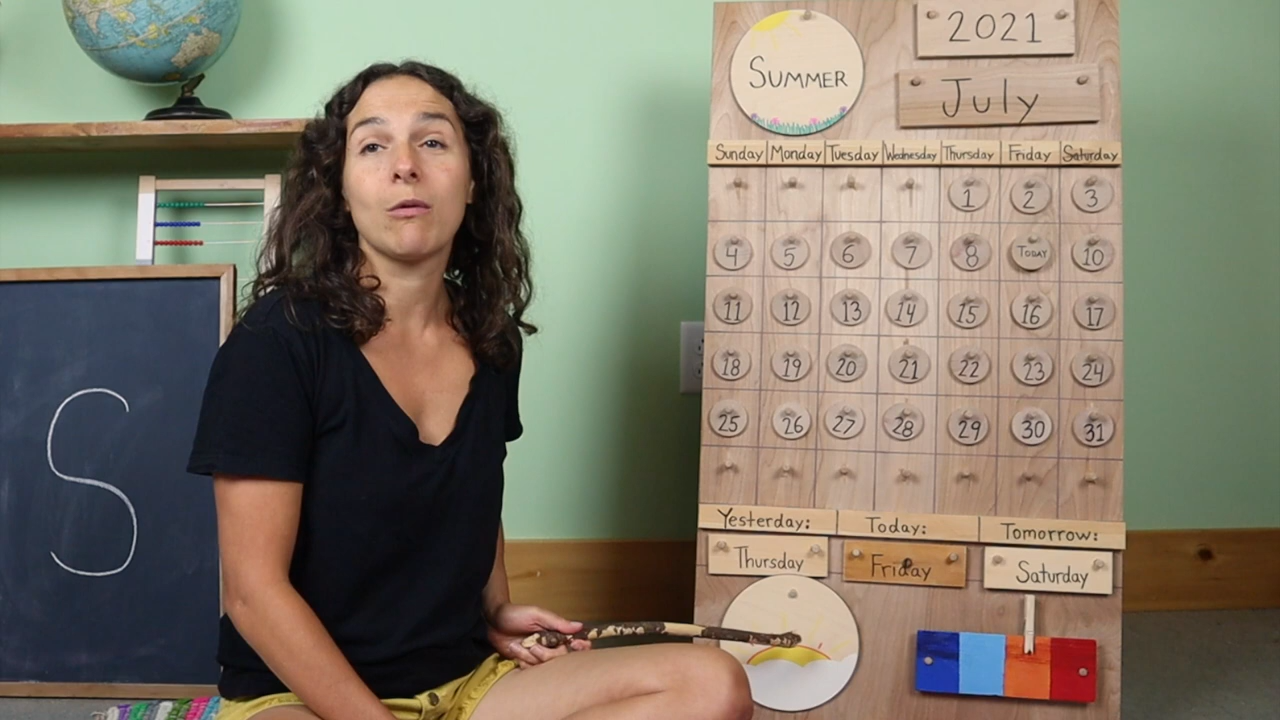 2021
SUMMER
July
Sunday Monday Tuesday Wednesday Thursday Friday Saturday
1 2 3
4 5 6 7 8 TODAY 10
11 12 13 14 15 16 17
18 19 20 21 22 23 24
25 26 27 28 29 30 31
S
Yesterday: Today: Tomorrow:
Thursday Friday Saturday